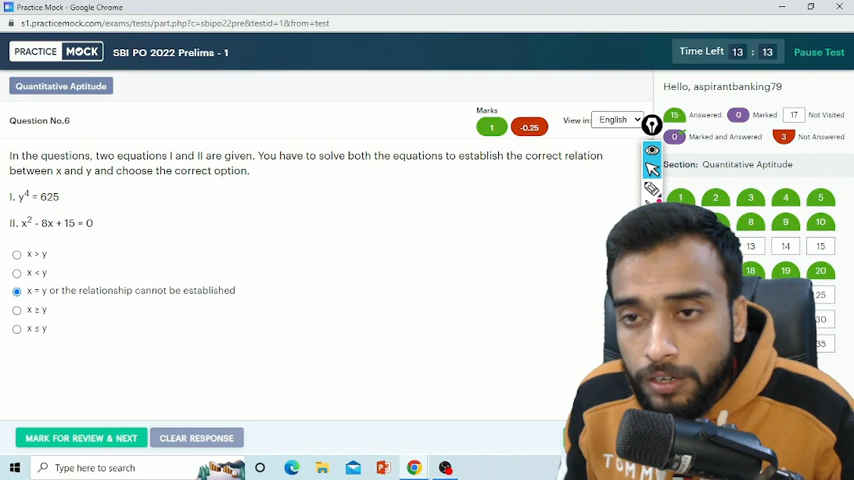 Practice Mock - Google Chrome
s1.practicemock.com/exams/tests/part.php?c=sbipo22pre&testid=1&from=test
PRACTICE MOCK SBI PO 2022 Prelims - 1 Time Left 13 : 13 Pause Test
Quantitative Aptitude
Hello, aspirantbanking79
Question No.6 Marks 1 -0.25 View in: English
15 Answered 0 Marked 17 Not Visited
0 Marked and Answered 3 Not Answered
In the questions, two equations I and II are given. You have to solve both the equations to establish the correct relation
between x and y and choose the correct option.
Section: Quantitative Aptitude
I. y⁴ = 625
II. x² - 8x + 15 = 0
x > y
x < y
x = y or the relationship cannot be established
x ≥ y
x ≤ y
1 2 3 4 5
8 9 10
13 14 15
18 19 20
25
30
35
MARK FOR REVIEW & NEXT CLEAR RESPONSE
Type here to search
TOMM